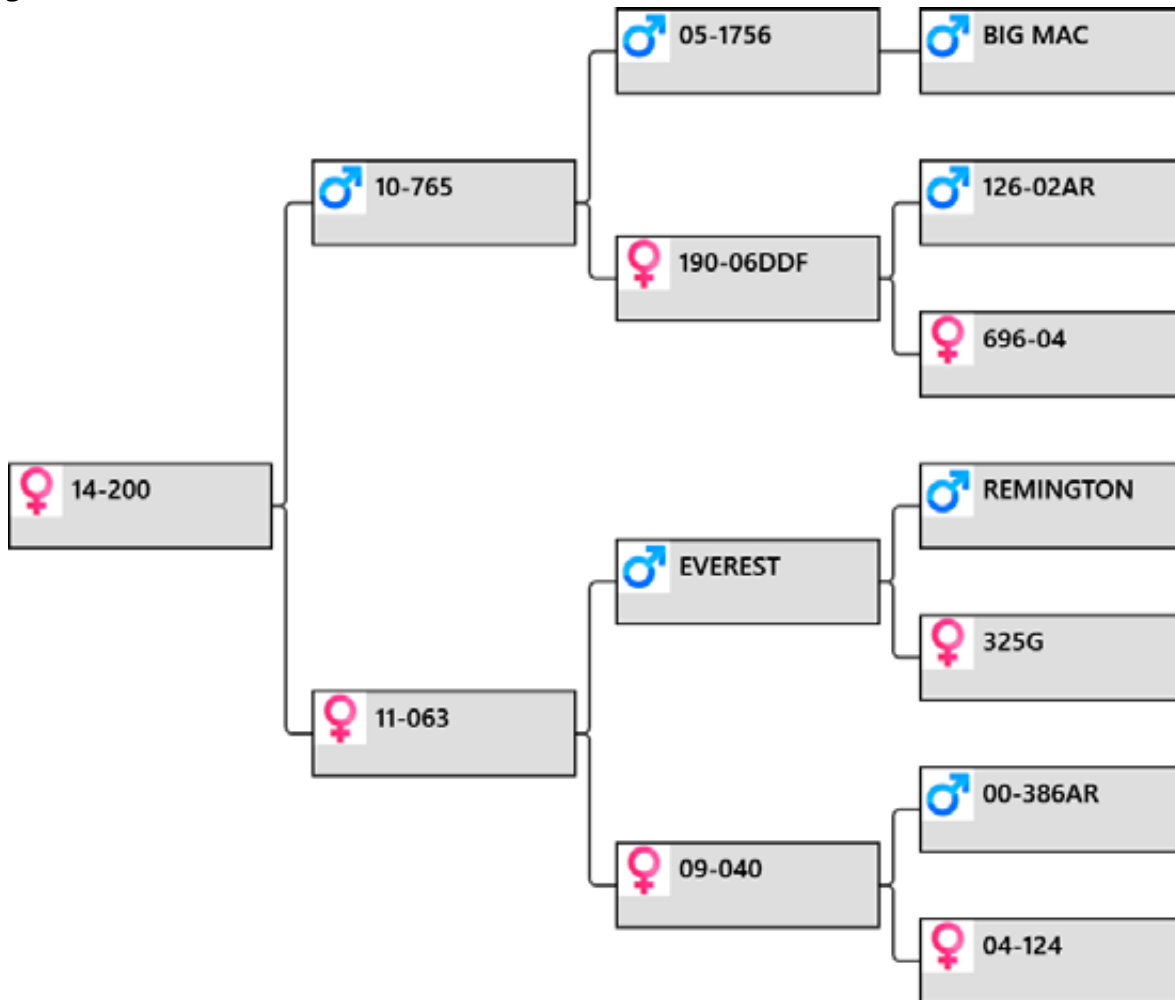 05-1756
BIG MAC
10-765
126-02AR
190-06DDF
696-04
14-200
REMINGTON
EVEREST
325G
11-063
00-386AR
09-040
04-124